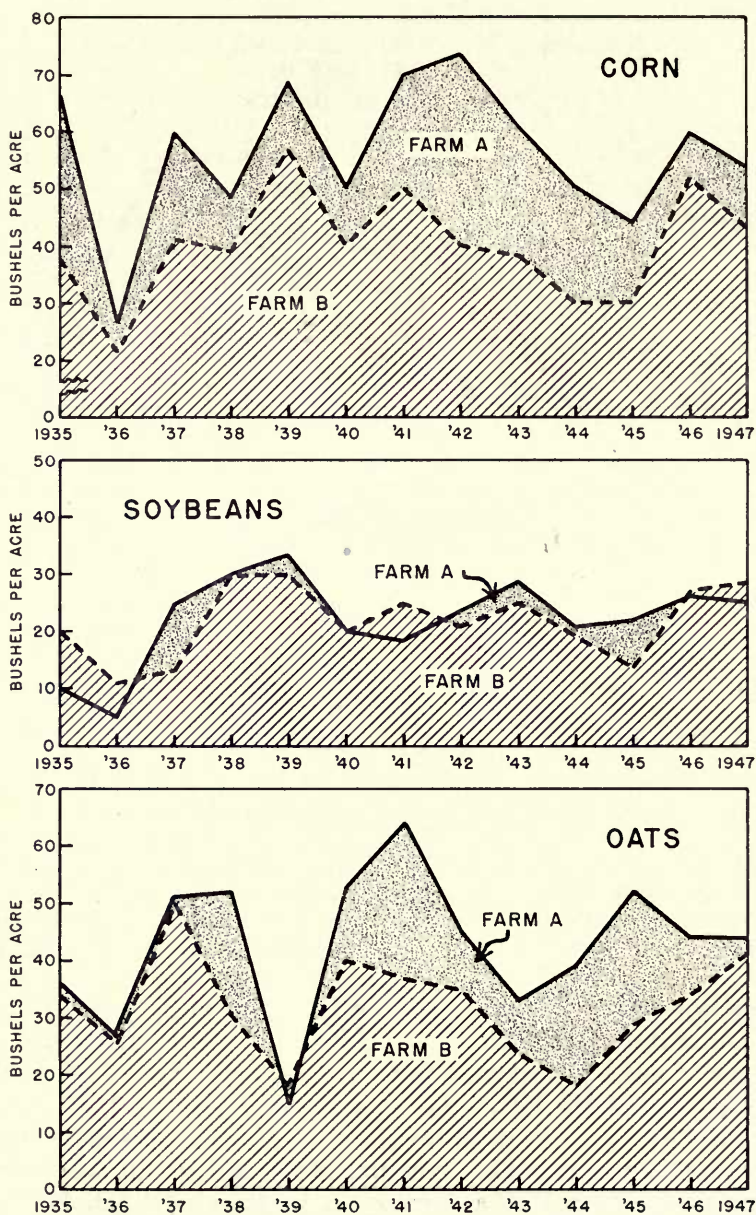 80
CORN
70
60
FARM A
50
40
BUSHELS PER ACRE
30
FARM B
20
0
1935 '36 '37 '38 '39 '40 '41 '42 '43 '44 '45 '46 1947
50
SOYBEANS
40
FARM A
30
BUSHELS PER ACRE
20
FARM B
10
0
1935 '36 '37 '38 '39 '40 '41 '42 '43 '44 '45 '46 1947
70
OATS
60
50
FARM A
40
BUSHELS PER ACRE
FARM B
30
20
10
0
1935 '36 '37 '38 '39 '40 '41 '42 '43 '44 '45 '46 1947